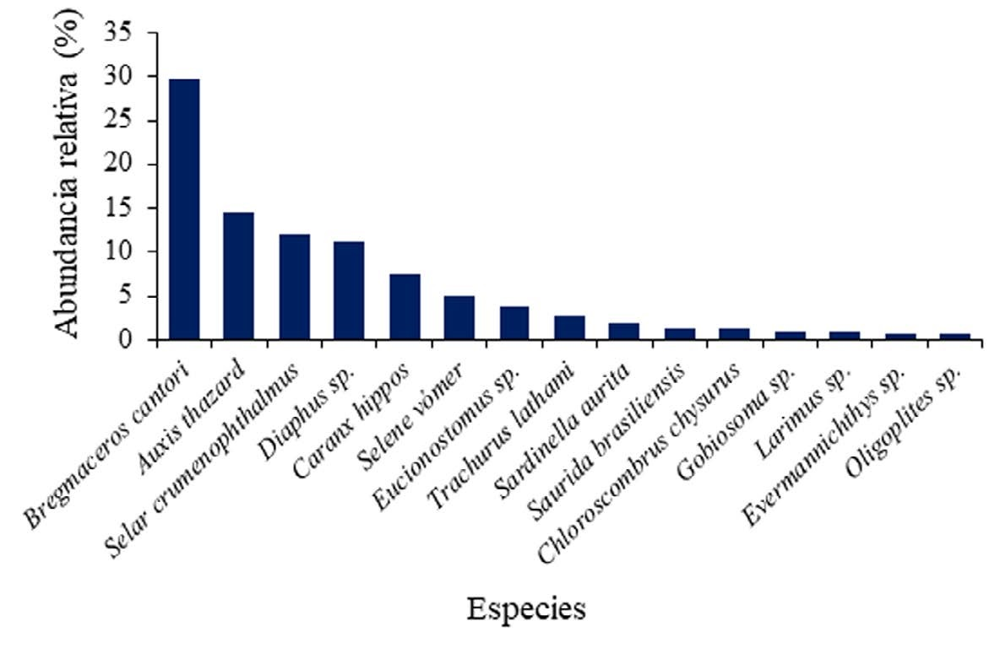 Abundancia relativa (%)
35
30
25
20
15
10
5
0
Bregmaceros cantori
Auxis thazard
Selar crumenophthalmus
Diaphus sp.
Caranx hippos
Selene vómer
Eucionostomus sp.
Trachurus lathami
Sardinella aurita
Saurida brasiliensis
Chloroscombrus chysurus
Gobiosoma sp.
Larimus sp.
Evermannichthys sp.
Oligoplites sp.
Especies